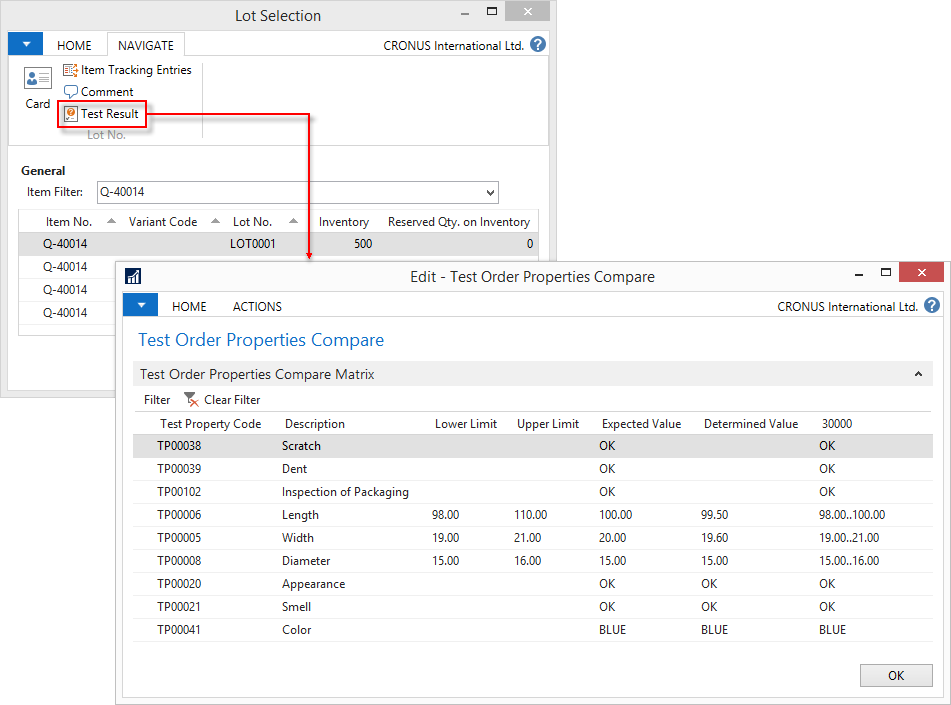 Lot Selection
HOME NAVIGATE CRONUS International Ltd. ?
Card
Item Tracking Entries
Comment
Test Result
Lot No.
General
Item Filter: Q-40014
Item No. Variant Code Lot No. Inventory Reserved Qty. on Inventory
Q-40014 LOT0001 500 0
Q-40014
Q-40014
Q-40014
Edit - Test Order Properties Compare
HOME ACTIONS CRONUS International Ltd. ?
Test Order Properties Compare
Test Order Properties Compare Matrix
Filter Clear Filter
Test Property Code Description Lower Limit Upper Limit Expected Value Determined Value 30000
TP00038 Scratch OK OK
TP00039 Dent OK OK
TP00102 Inspection of Packaging OK OK
TP00006 Length 98.00 110.00 100.00 99.50 98.00..100.00
TP00005 Width 19.00 21.00 20.00 19.60 19.00..21.00
TP00008 Diameter 15.00 16.00 15.00 15.00 15.00..16.00
TP00020 Appearance OK OK OK
TP00021 Smell OK OK OK
TP00041 Color BLUE BLUE BLUE
OK